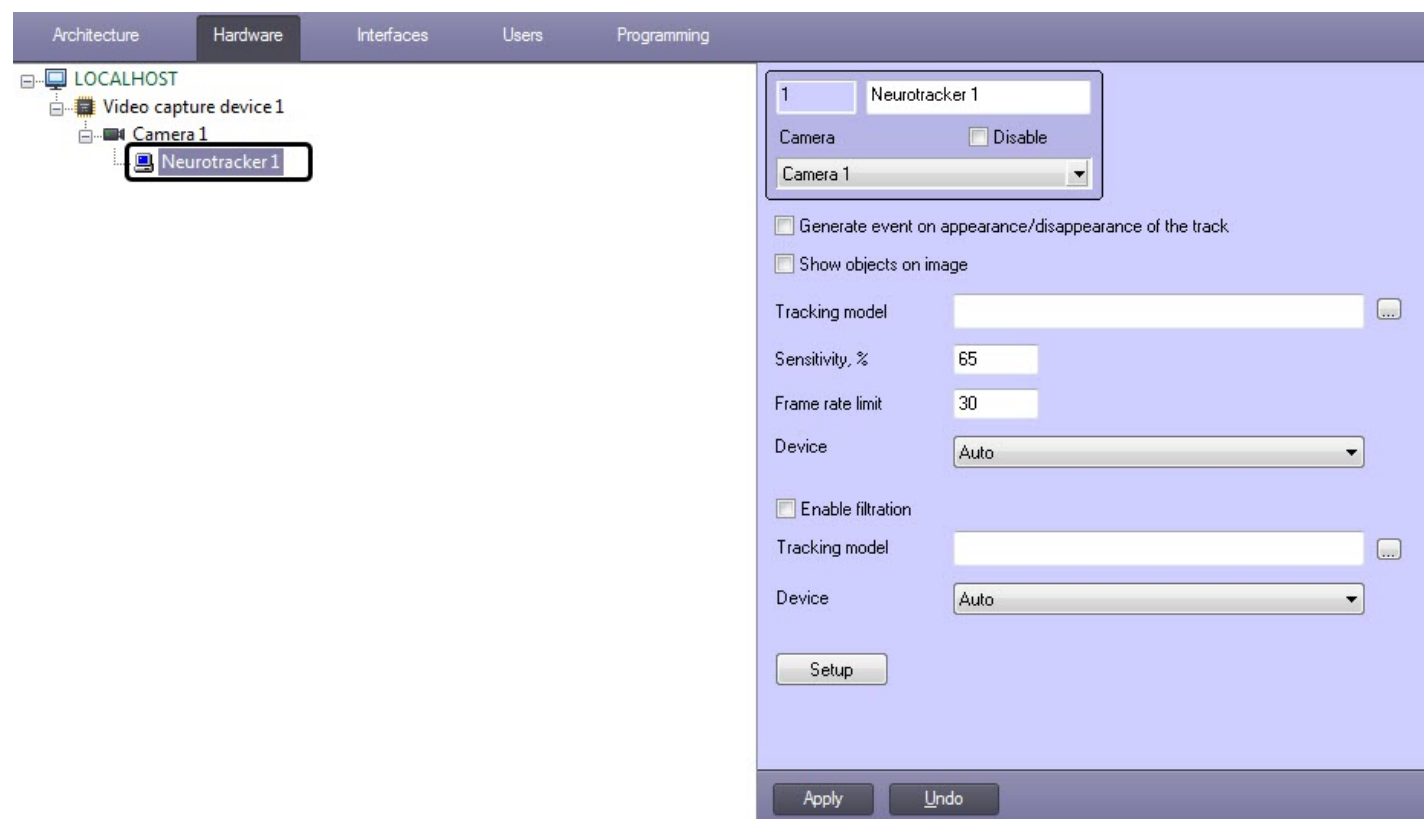 Architecture Hardware Interfaces Users Programming
LOCALHOST
Video capture device 1
Camera 1
Neurotracker 1
1 Neurotracker 1
Camera Disable
Camera 1
Generate event on appearance/disappearance of the track
Show objects on image
Tracking model ...
Sensitivity, % 65
Frame rate limit 30
Device Auto
Enable filtration
Tracking model ...
Device Auto
Setup
Apply Undo